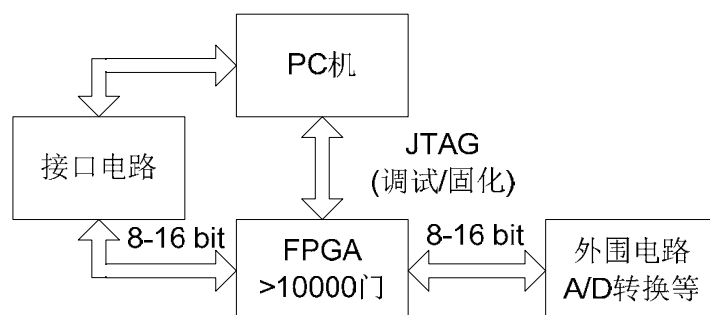 PC机
接口电路
JTAG
(调试/固化)
8-16 bit
FPGA
>10000门
8-16 bit
外围电路
A/D转换等